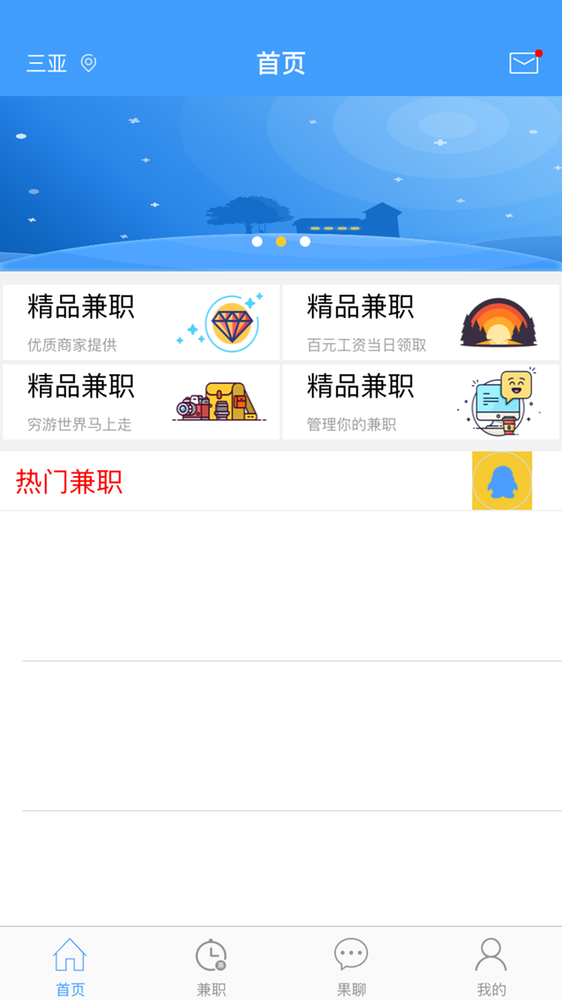 三亚
首页
精品兼职
优质商家提供
精品兼职
百元工资当日领取
精品兼职
穷游世界马上走
精品兼职
管理你的兼职
热门兼职
首页
兼职
果聊
我的